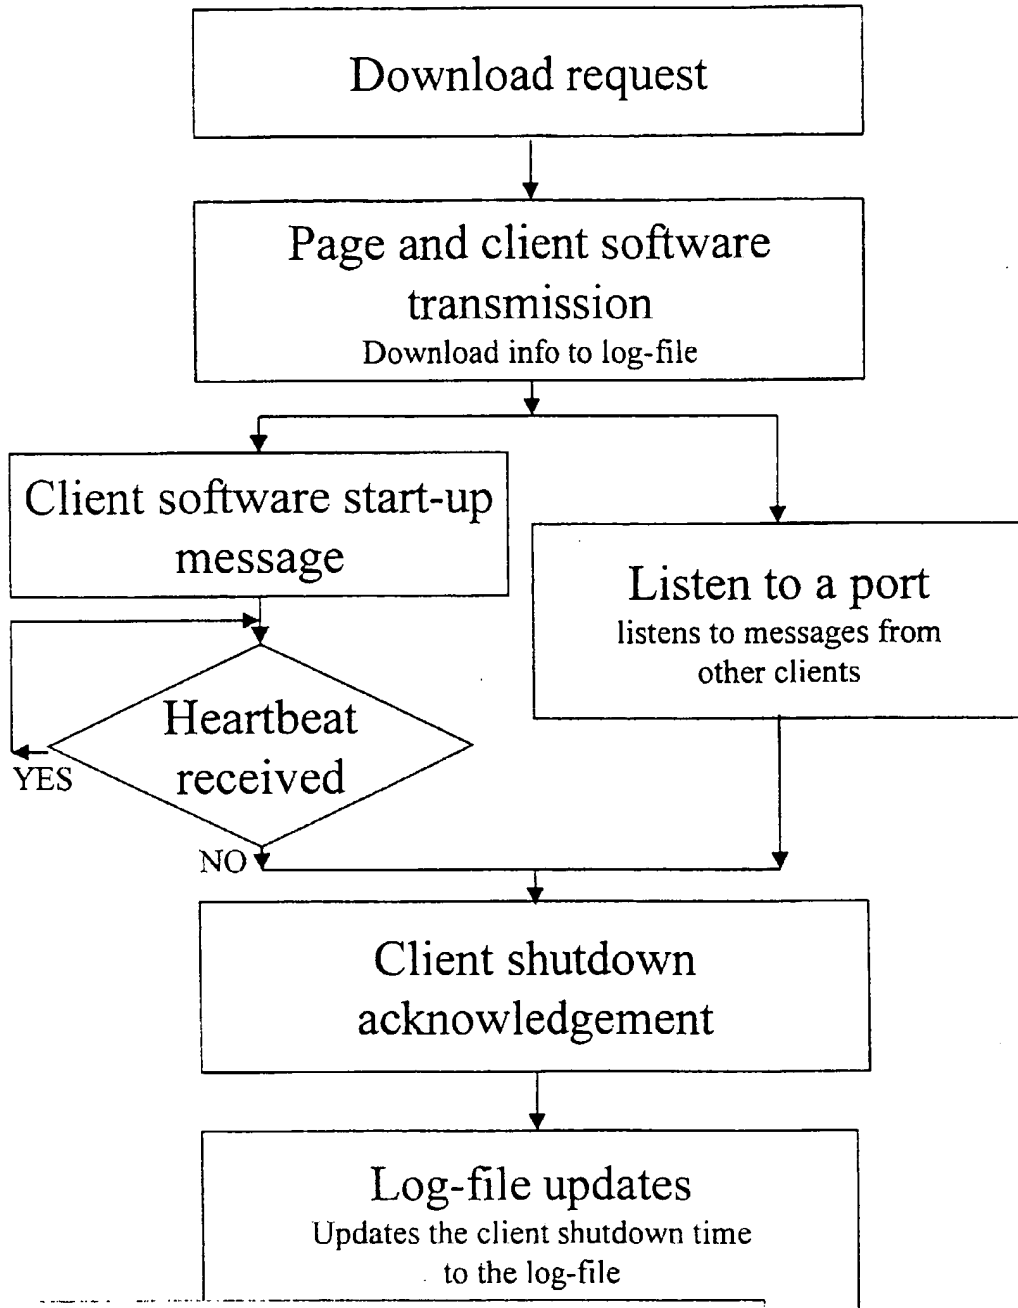 Download request
Page and client software
transmission
Download info to log-file
Client software start-up
message
Listen to a port
listens to messages from
other clients
Heartbeat
received
YES
NO
Client shutdown
acknowledgement
Log-file updates
Updates the client shutdown time
to the log-file